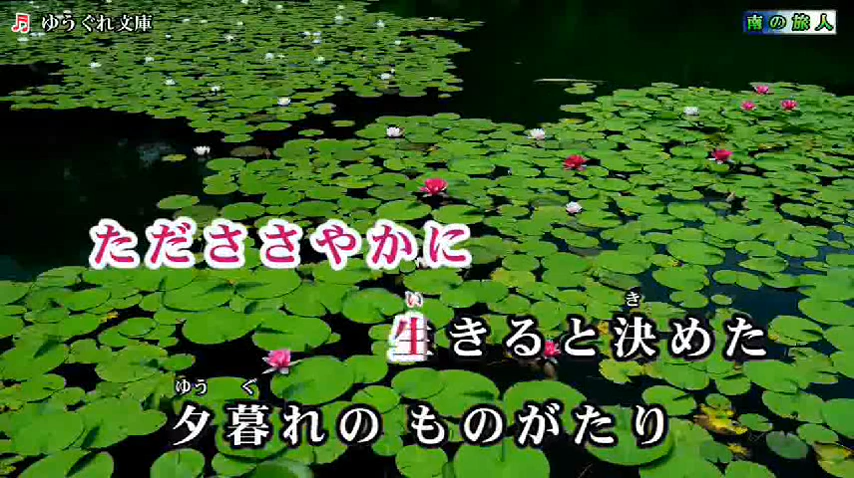 ゆうぐれ文庫
南の旅人
たださささやかに
い き
生きると決めた
ゆう ぐ
夕暮れの ものがたり